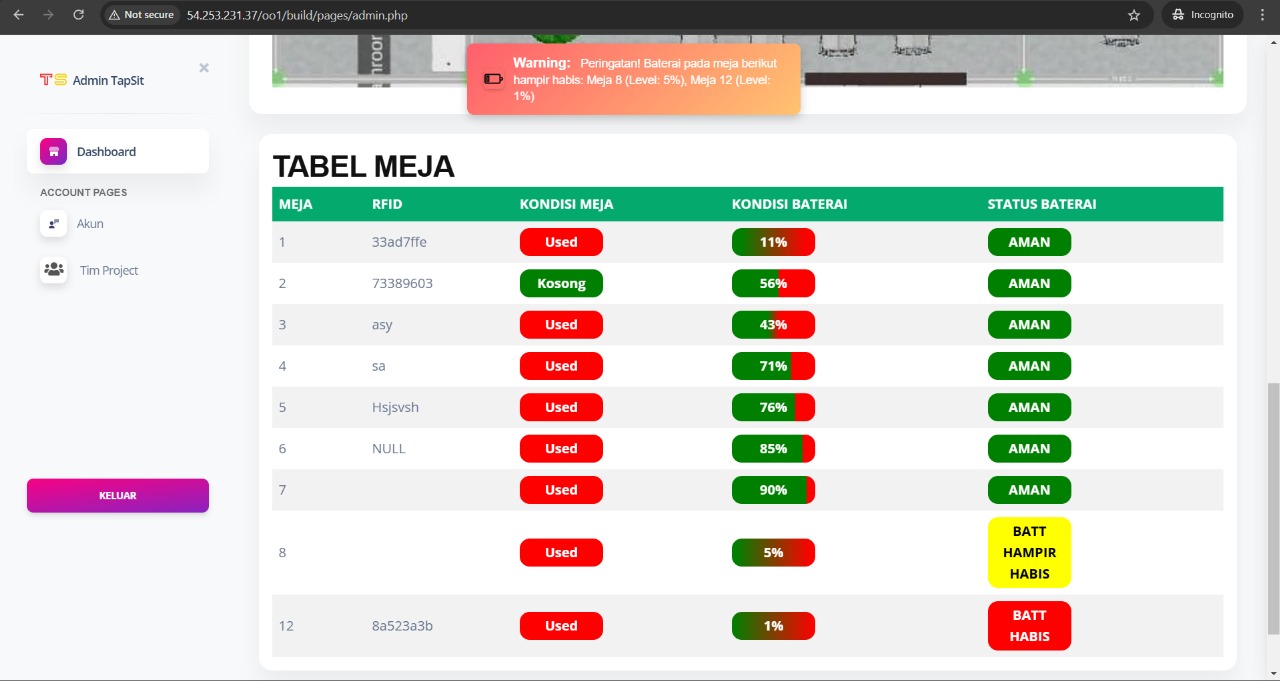 Not secure
54.253.231.37/oo1/build/pages/admin.php
Incognito
TS Admin TapSit
Dashboard
ACCOUNT PAGES
Akun
Tim Project
KELUAR
Warning: Peringatan! Baterai pada meja berikut
hampir habis: Meja 8 (Level: 5%), Meja 12 (Level:
1%)
TABEL MEJA
MEJA RFID KONDISI MEJA KONDISI BATERAI STATUS BATERAI
1 33ad7ffe Used 11% AMAN
2 73389603 Kosong 56% AMAN
3 asy Used 43% AMAN
4 sa Used 71% AMAN
5 Hsjsvsh Used 76% AMAN
6 NULL Used 85% AMAN
7 Used 90% AMAN
8 Used 5% BATT
HAMPIR
HABIS
12 8a523a3b Used 1% BATT
HABIS